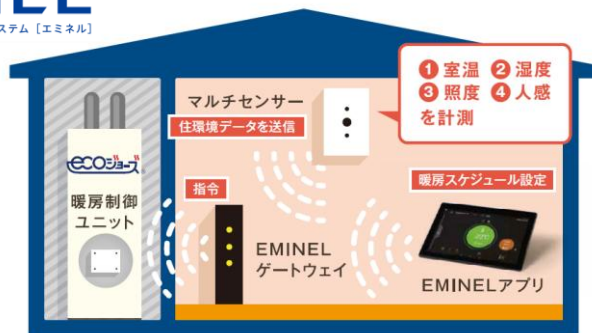 ステム［エミネル］
❶ 室温 ❷ 湿度
❸ 照度 ❹ 人感
を計測
マルチセンサー
住環境データを送信
ecoジョーズ
暖房制御
ユニット
指令
EMINEL
ゲートウェイ
暖房スケジュール設定
EMINELアプリ